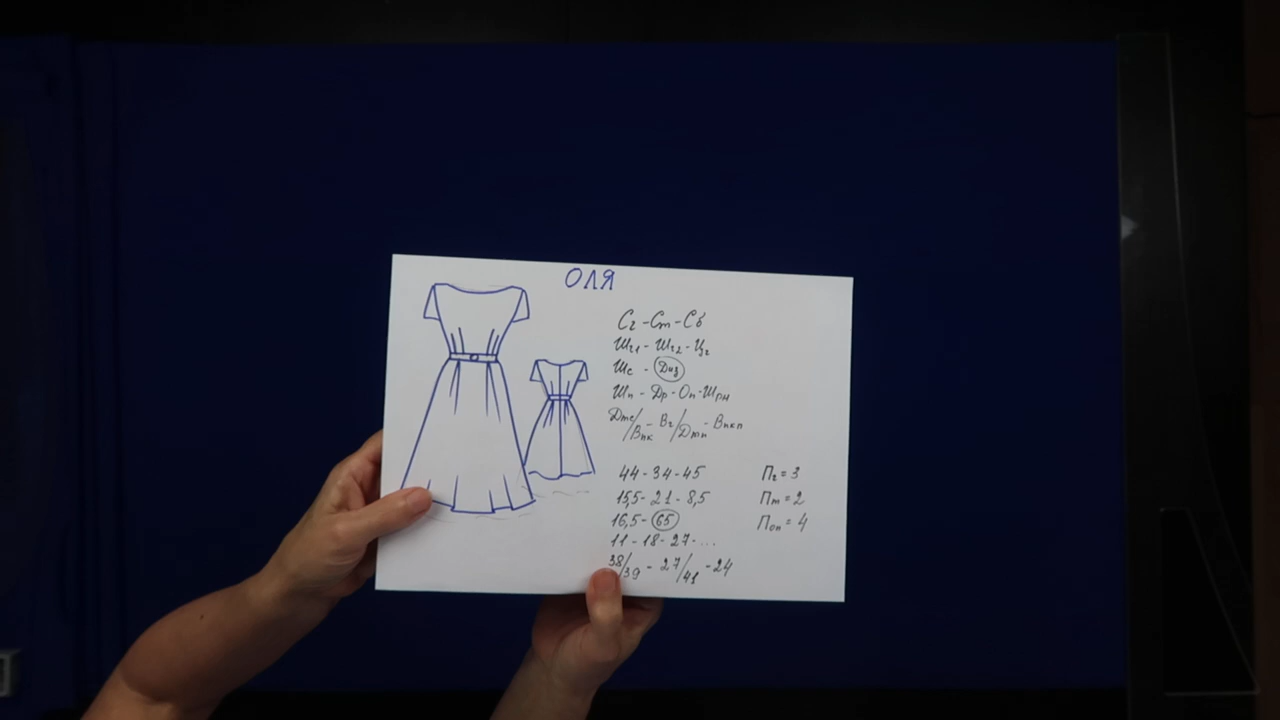 ОЛЯ
Сг - Ст - Сб
Шг1 - Шг2 - Цг
Шс - Диз
Шп - Др - Оп - Шрн
Дтс/Впк - Вг/Дтп - Впкп
44 - 34 - 45
15,5 - 21 - 8,5
16,5 - 65
11 - 18 - 27 - ...
38/39 - 27/41 - 24
Пг = 3
Пт = 2
Поп = 4